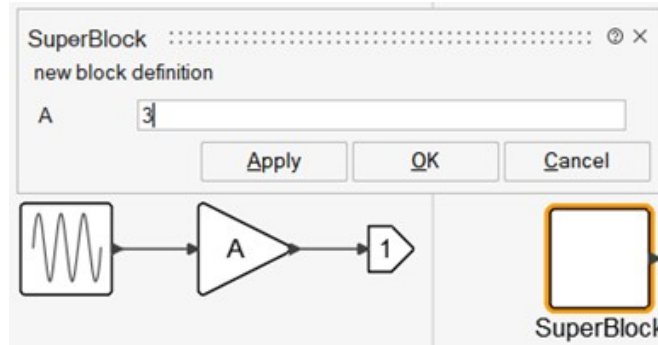 SuperBlock
new block definition
A 3
Apply OK Cancel
A 1
SuperBlock